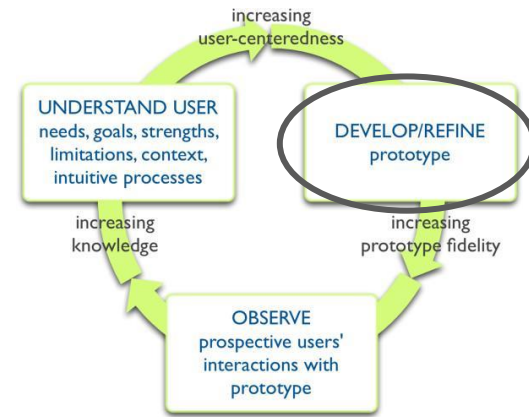 increasing
user-centeredness
UNDERSTAND USER
needs, goals, strengths,
limitations, context,
intuitive processes
DEVELOP/REFINE
prototype
increasing
knowledge
increasing
prototype fidelity
OBSERVE
prospective users'
interactions with
prototype